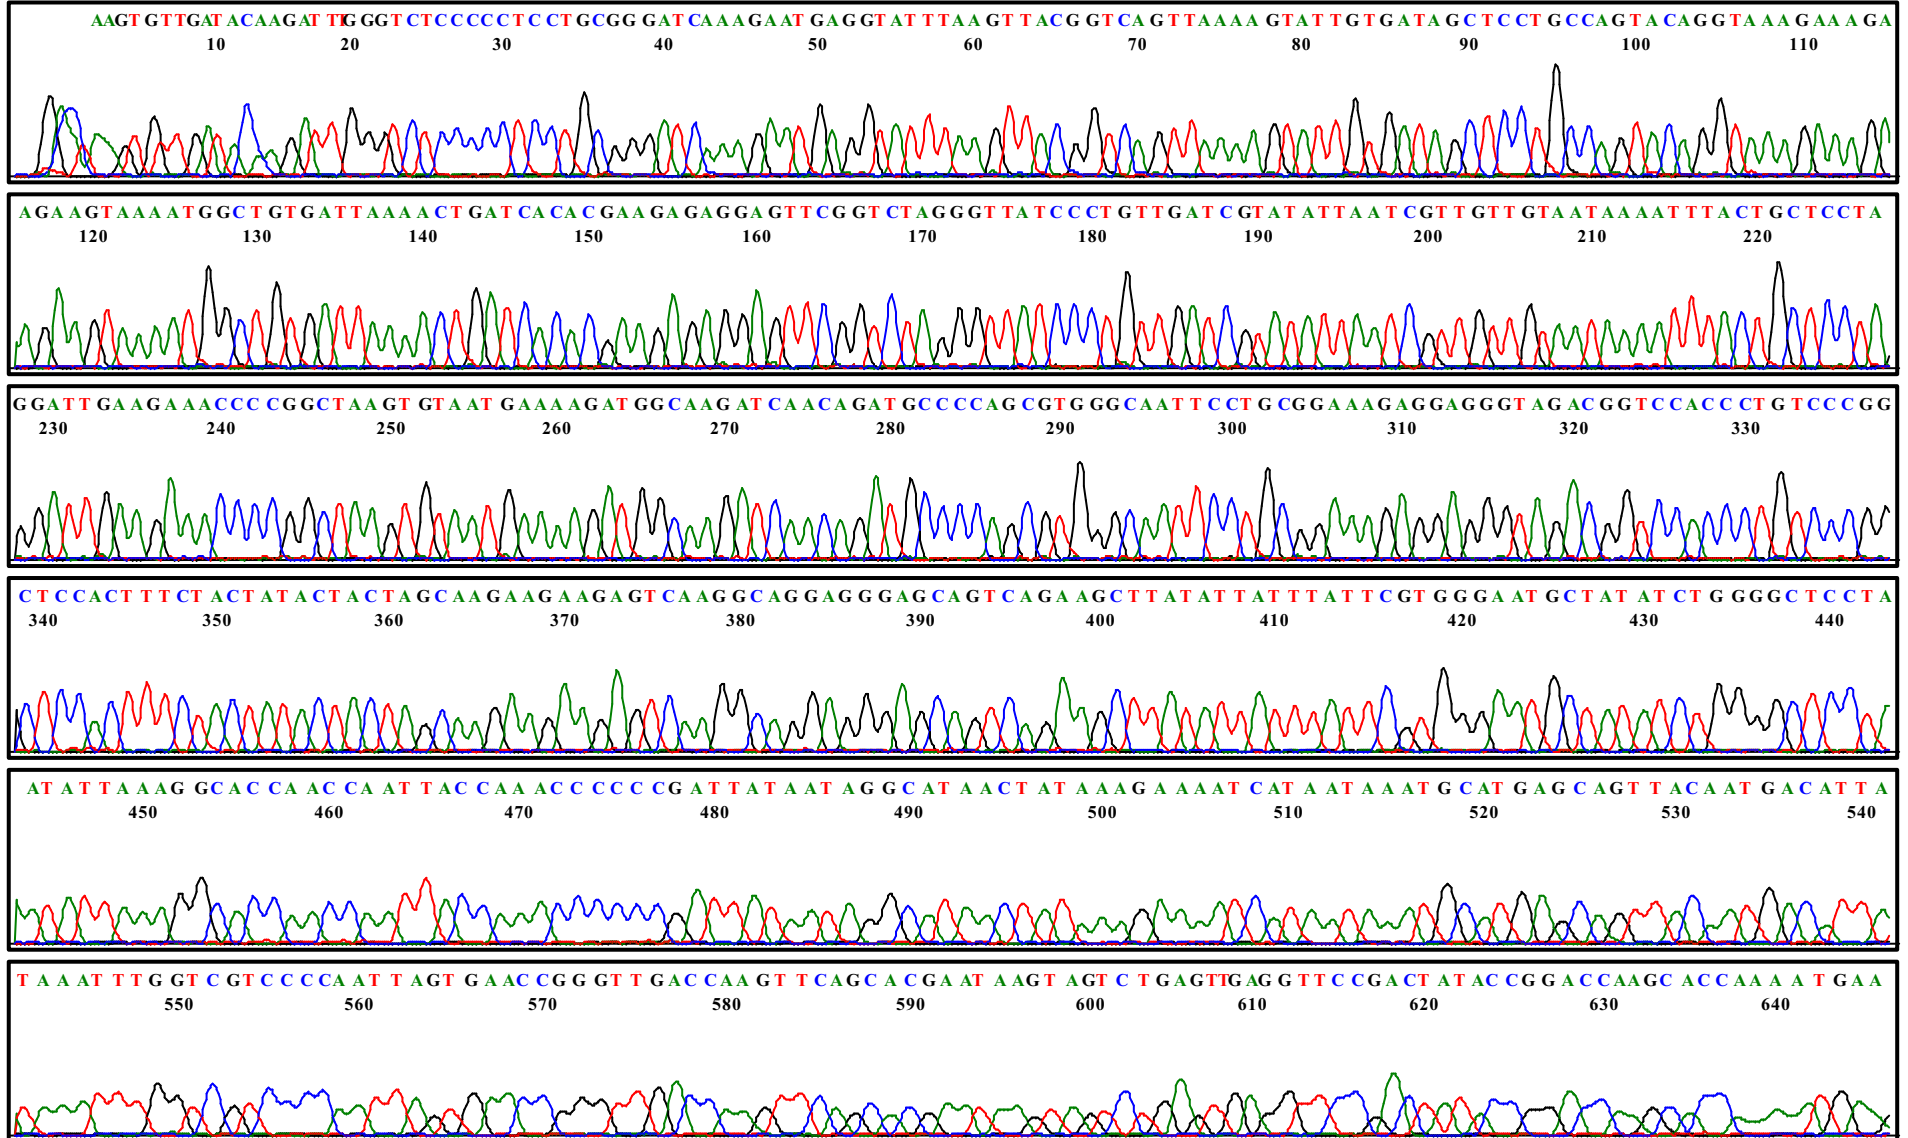 AAGTGTTGATACAAGATTTGGGTCTCCCCCTCCTGCGGGATCAAAGAATGAGGTATTTAAGTTACGGTCAGTTAAAAGTATTGTGATAGCTCCTGCCAGTACAGGTAAAGAAAGA
10 20 30 40 50 60 70 80 90 100 110
AGAAGTAAAATGGCTGTGATTAAAACTGATCACACGAAGAGAGGAGTTCGGTCTAGGGTTATCCCTGTTGATCGTATATTAATCGTTGTTGTAATAAAATTTACTGCTCCTA
120 130 140 150 160 170 180 190 200 210 220
GGATTGAAGAAACCCCGGCTAAGTGTAATGAAAAGATGGCAAGATCAACAGATGCCCCAGCGTGGGCAATTCCTGCGGAAAGAGGAGGGTAGACGGTCCACCCTGTCCCGG
230 240 250 260 270 280 290 300 310 320 330
CTCCACTTTCTACTATACTACTAGCAAGAAGAAGAGTCAAGGCAGGAGGGAGCAGTCAGAAGCTTATATTATTTATTCGTGGGAATGCTATATCTGGGGCTCCTA
340 350 360 370 380 390 400 410 420 430 440
ATATTAAAGGCACCAACCAATTACCAAACCCCCCGATTATAATAGGCATAACTATAAAGAAAATCATAATAAATGCATGAGCAGTTACAATGACATTA
450 460 470 480 490 500 510 520 530 540
TAAATTTGGTCGTCCCCAATTAGTGAACCGGGTTGACCAAGTTCAGCACGAATAAGTAGTCTGAGTTGAGGTTCCGACTATACCGGACCAAGCACCAAAATGAA
550 560 570 580 590 600 610 620 630 640